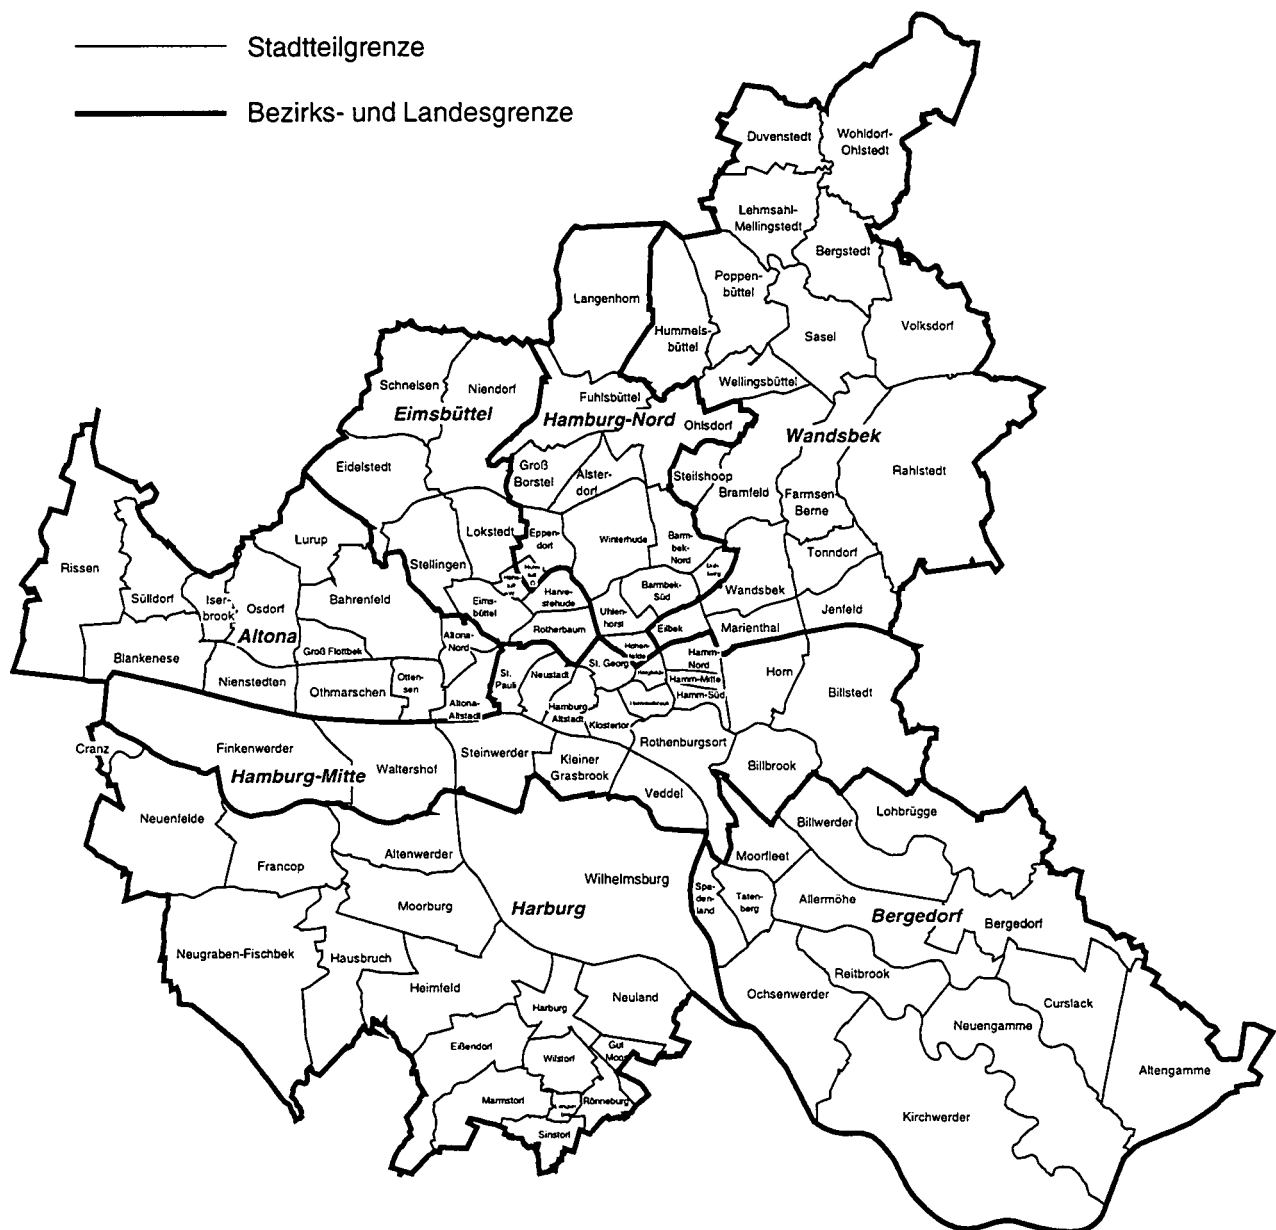 Stadtteilgrenze
Bezirks- und Landesgrenze
Duvenstedt
Wohldorf-
Ohlstedt
Lehmsahl-
Mellingstedt
Bergstedt
Poppen-
büttel
Langenhorn
Hummels-
büttel
Sasel
Volksdorf
Wellingsbüttel
Schnelsen
Niendorf
Fuhlsbüttel
Eimsbüttel
Hamburg-Nord
Ohlsdorf
Wandsbek
Eidelstedt
Groß
Borstel
Alster-
dorf
Steilshoop
Bramfeld
Farmsen-
Berne
Rahlstedt
Lurup
Stellingen
Lokstedt
Eppen-
dorf
Winterhude
Barm-
bek-
Nord
Tonndorf
Rissen
Sülldorf
Iser-
brook
Osdorf
Bahrenfeld
Eims-
büttel
Harve-
stehude
Barmbek-
Süd
Uhlen-
horst
Wandsbek
Jenfeld
Altona
Groß Flottbek
Altona-
Nord
Rotherbaum
Eilbek
Marienthal
Blankenese
Nienstedten
Othmarschen
Otten-
sen
Altona-
Altstadt
St.
Pauli
Neustadt
St. Georg
Hohen-
felde
Hamm-
Nord
Hamm-Mitte
Hamm-Süd
Horn
Billstedt
Hamburg
Altstadt
Klostertor
Rothenburgsort
Billbrook
Cranz
Finkenwerder
Hamburg-Mitte
Waltershof
Steinwerder
Kleiner
Grasbrook
Veddel
Neuenfelde
Francop
Altenwerder
Wilhelmsburg
Moorfleet
Billwerder
Lohbrügge
Moorburg
Harburg
Spa-
den-
land
Taten-
berg
Allermöhe
Bergedorf
Bergedorf
Neugraben-Fischbek
Hausbruch
Heimfeld
Harburg
Neuland
Ochsenwerder
Reitbrook
Neuengamme
Curslack
Altengamme
Eißendorf
Wilstorf
Gut
Moor
Marmstorf
Rönneburg
Sinstorf
Kirchwerder